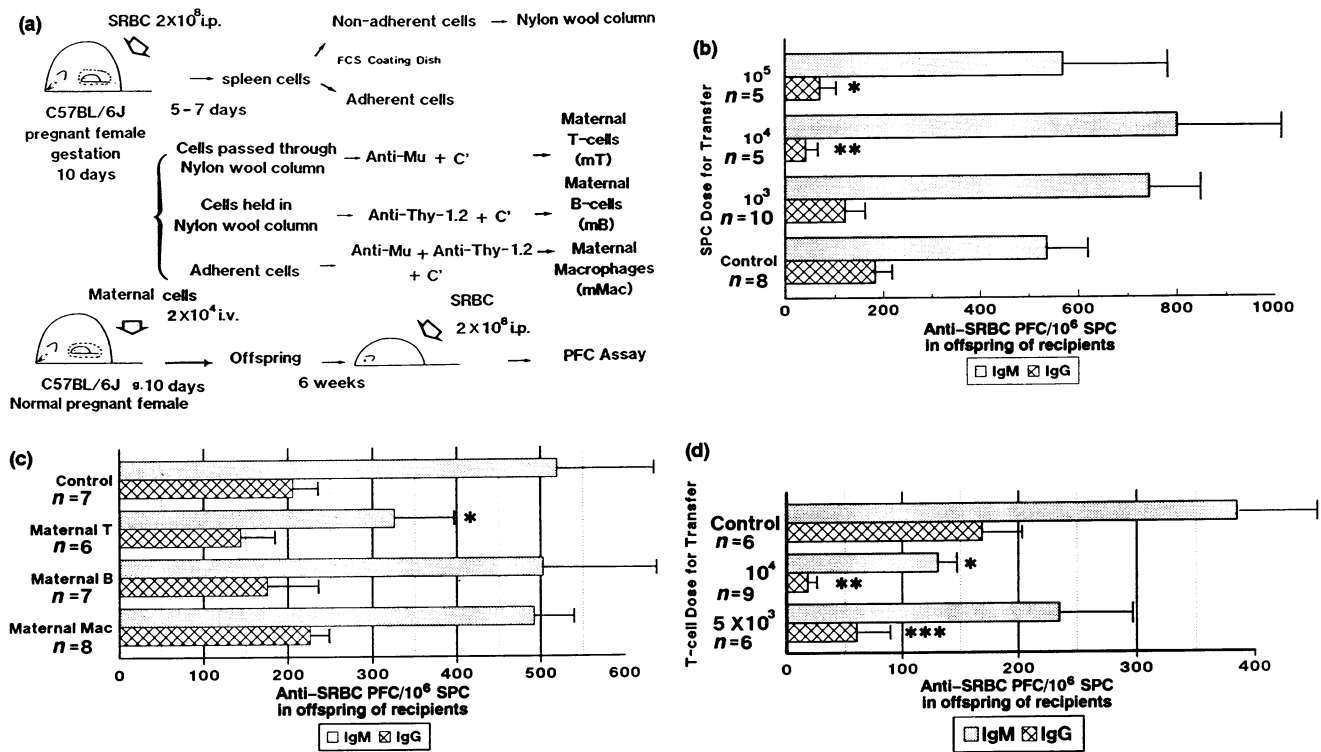 (a)
SRBC 2X10⁸i.p.
Non-adherent cells → Nylon wool column
FCS Coating Dish
→ spleen cells
Adherent cells
C57BL/6J
pregnant female
gestation
10 days
5-7 days
Cells passed through
Nylon wool column
→ Anti-Mu + C' →
Maternal
T-cells
(mT)
Cells held in
Nylon wool column
→ Anti-Thy-1.2 + C' →
Maternal
B-cells
(mB)
Adherent cells
→ Anti-Mu + Anti-Thy-1.2 →
+ C'
Maternal
Macrophages
(mMac)
Maternal cells
2X10⁴i.v.
SRBC
2X10⁸i.p.
→ Offspring →
→ PFC Assay
6 weeks
C57BL/6J g.10 days
Normal pregnant female
(b)
SPC Dose for Transfer
10⁵
n=5
*
10⁴
n=5
**
10³
n=10
Control
n=8
0 200 400 600 800 1000
Anti-SRBC PFC/10⁶ SPC
in offspring of recipients
IgM IgG
(c)
Control
n=7
Maternal T
n=6
*
Maternal B
n=7
Maternal Mac
n=8
0 100 200 300 400 500 600
Anti-SRBC PFC/10⁶ SPC
in offspring of recipients
IgM IgG
(d)
T-cell Dose for Transfer
Control
n=6
10⁴
n=9
*
**
5 X10³
n=6
***
0 100 200 300 400
Anti-SRBC PFC/10⁶ SPC
in offspring of recipients
IgM IgG